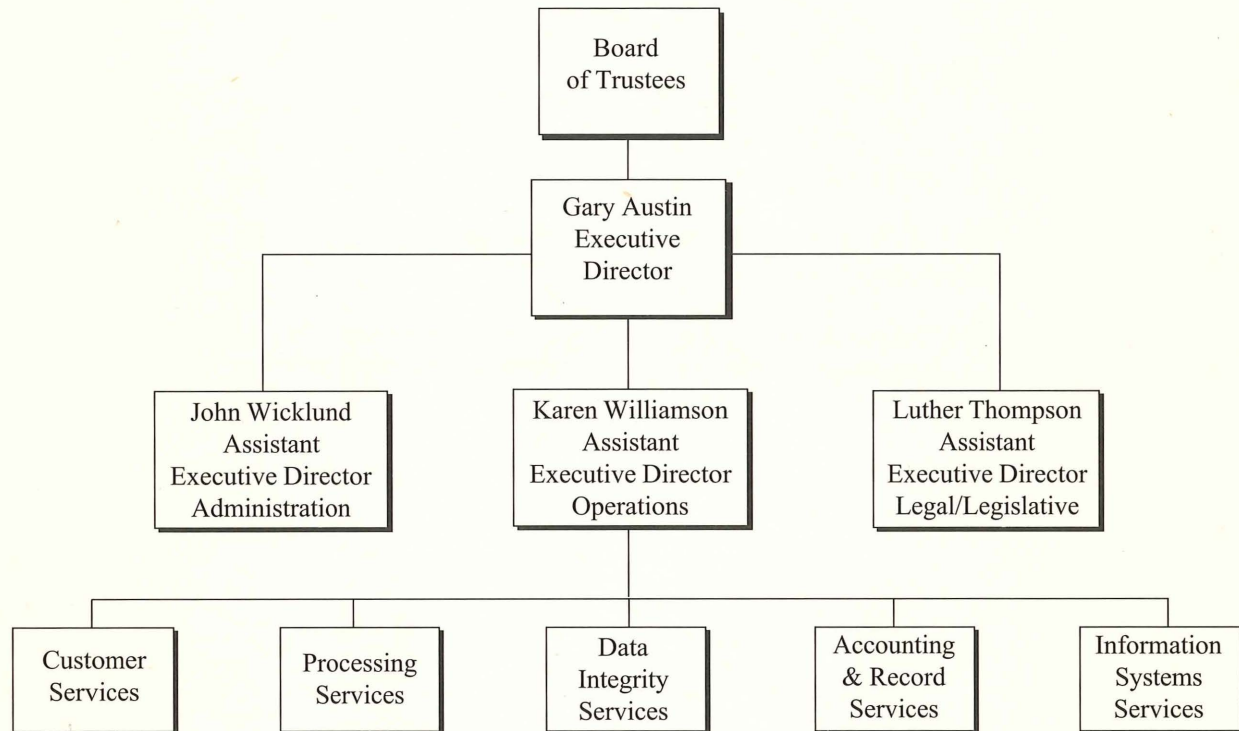 Board
of Trustees
Gary Austin
Executive
Director
John Wicklund
Assistant
Executive Director
Administration
Karen Williamson
Assistant
Executive Director
Operations
Luther Thompson
Assistant
Executive Director
Legal/Legislative
Customer
Services
Processing
Services
Data
Integrity
Services
Accounting
& Record
Services
Information
Systems
Services